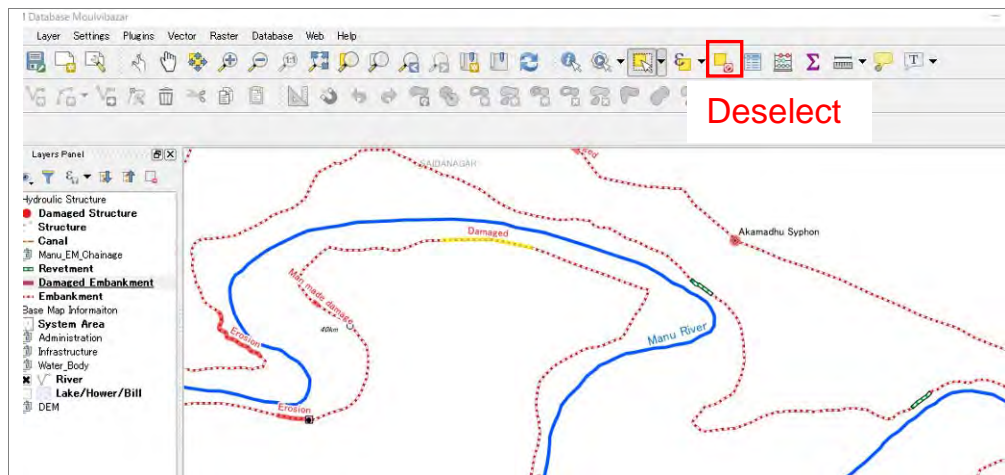 Database Moulvibazar
Layer Settings Plugins Vector Raster Database Web Help
Deselect
Layers Panel
Hydroulic Structure
Damaged Structure
Structure
Canal
Manu_EM_Chainage
Revetment
Damaged Embankment
Embankment
Base Map Informaiton
System Area
Administration
Infrastructure
Water_Body
River
Lake/Hower/Bill
DEM
SAIDANAGAR
Damaged
Akamadhu Syphon
Man made damage
40km
Erosion
Manu River
Erosion